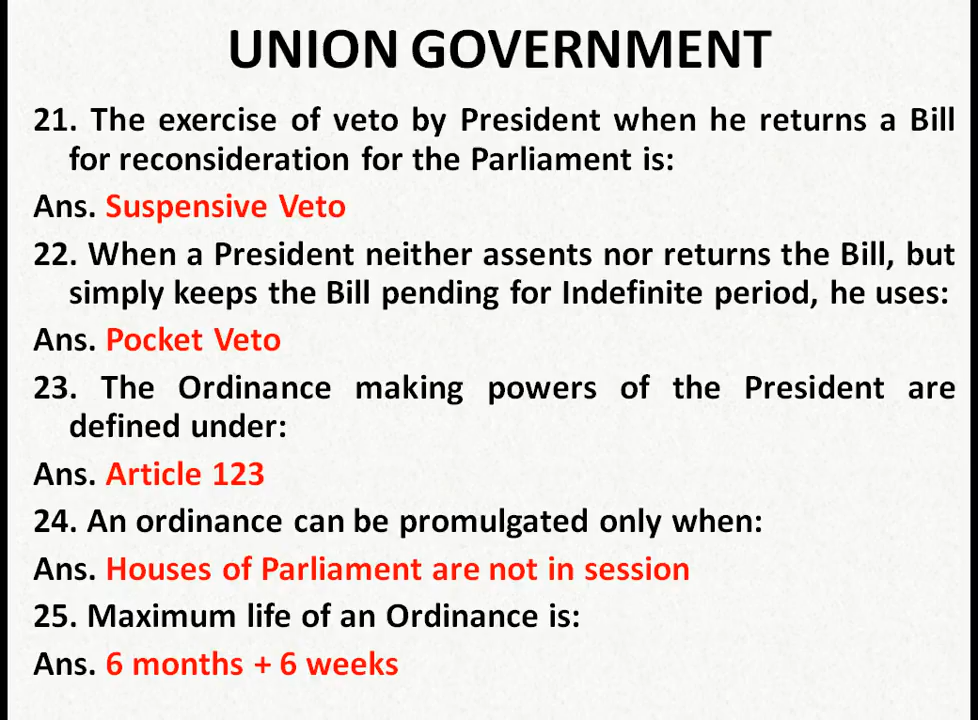 UNION GOVERNMENT
21. The exercise of veto by President when he returns a Bill
for reconsideration for the Parliament is:
Ans. Suspensive Veto
22. When a President neither assents nor returns the Bill, but
simply keeps the Bill pending for Indefinite period, he uses:
Ans. Pocket Veto
23. The Ordinance making powers of the President are
defined under:
Ans. Article 123
24. An ordinance can be promulgated only when:
Ans. Houses of Parliament are not in session
25. Maximum life of an Ordinance is:
Ans. 6 months + 6 weeks